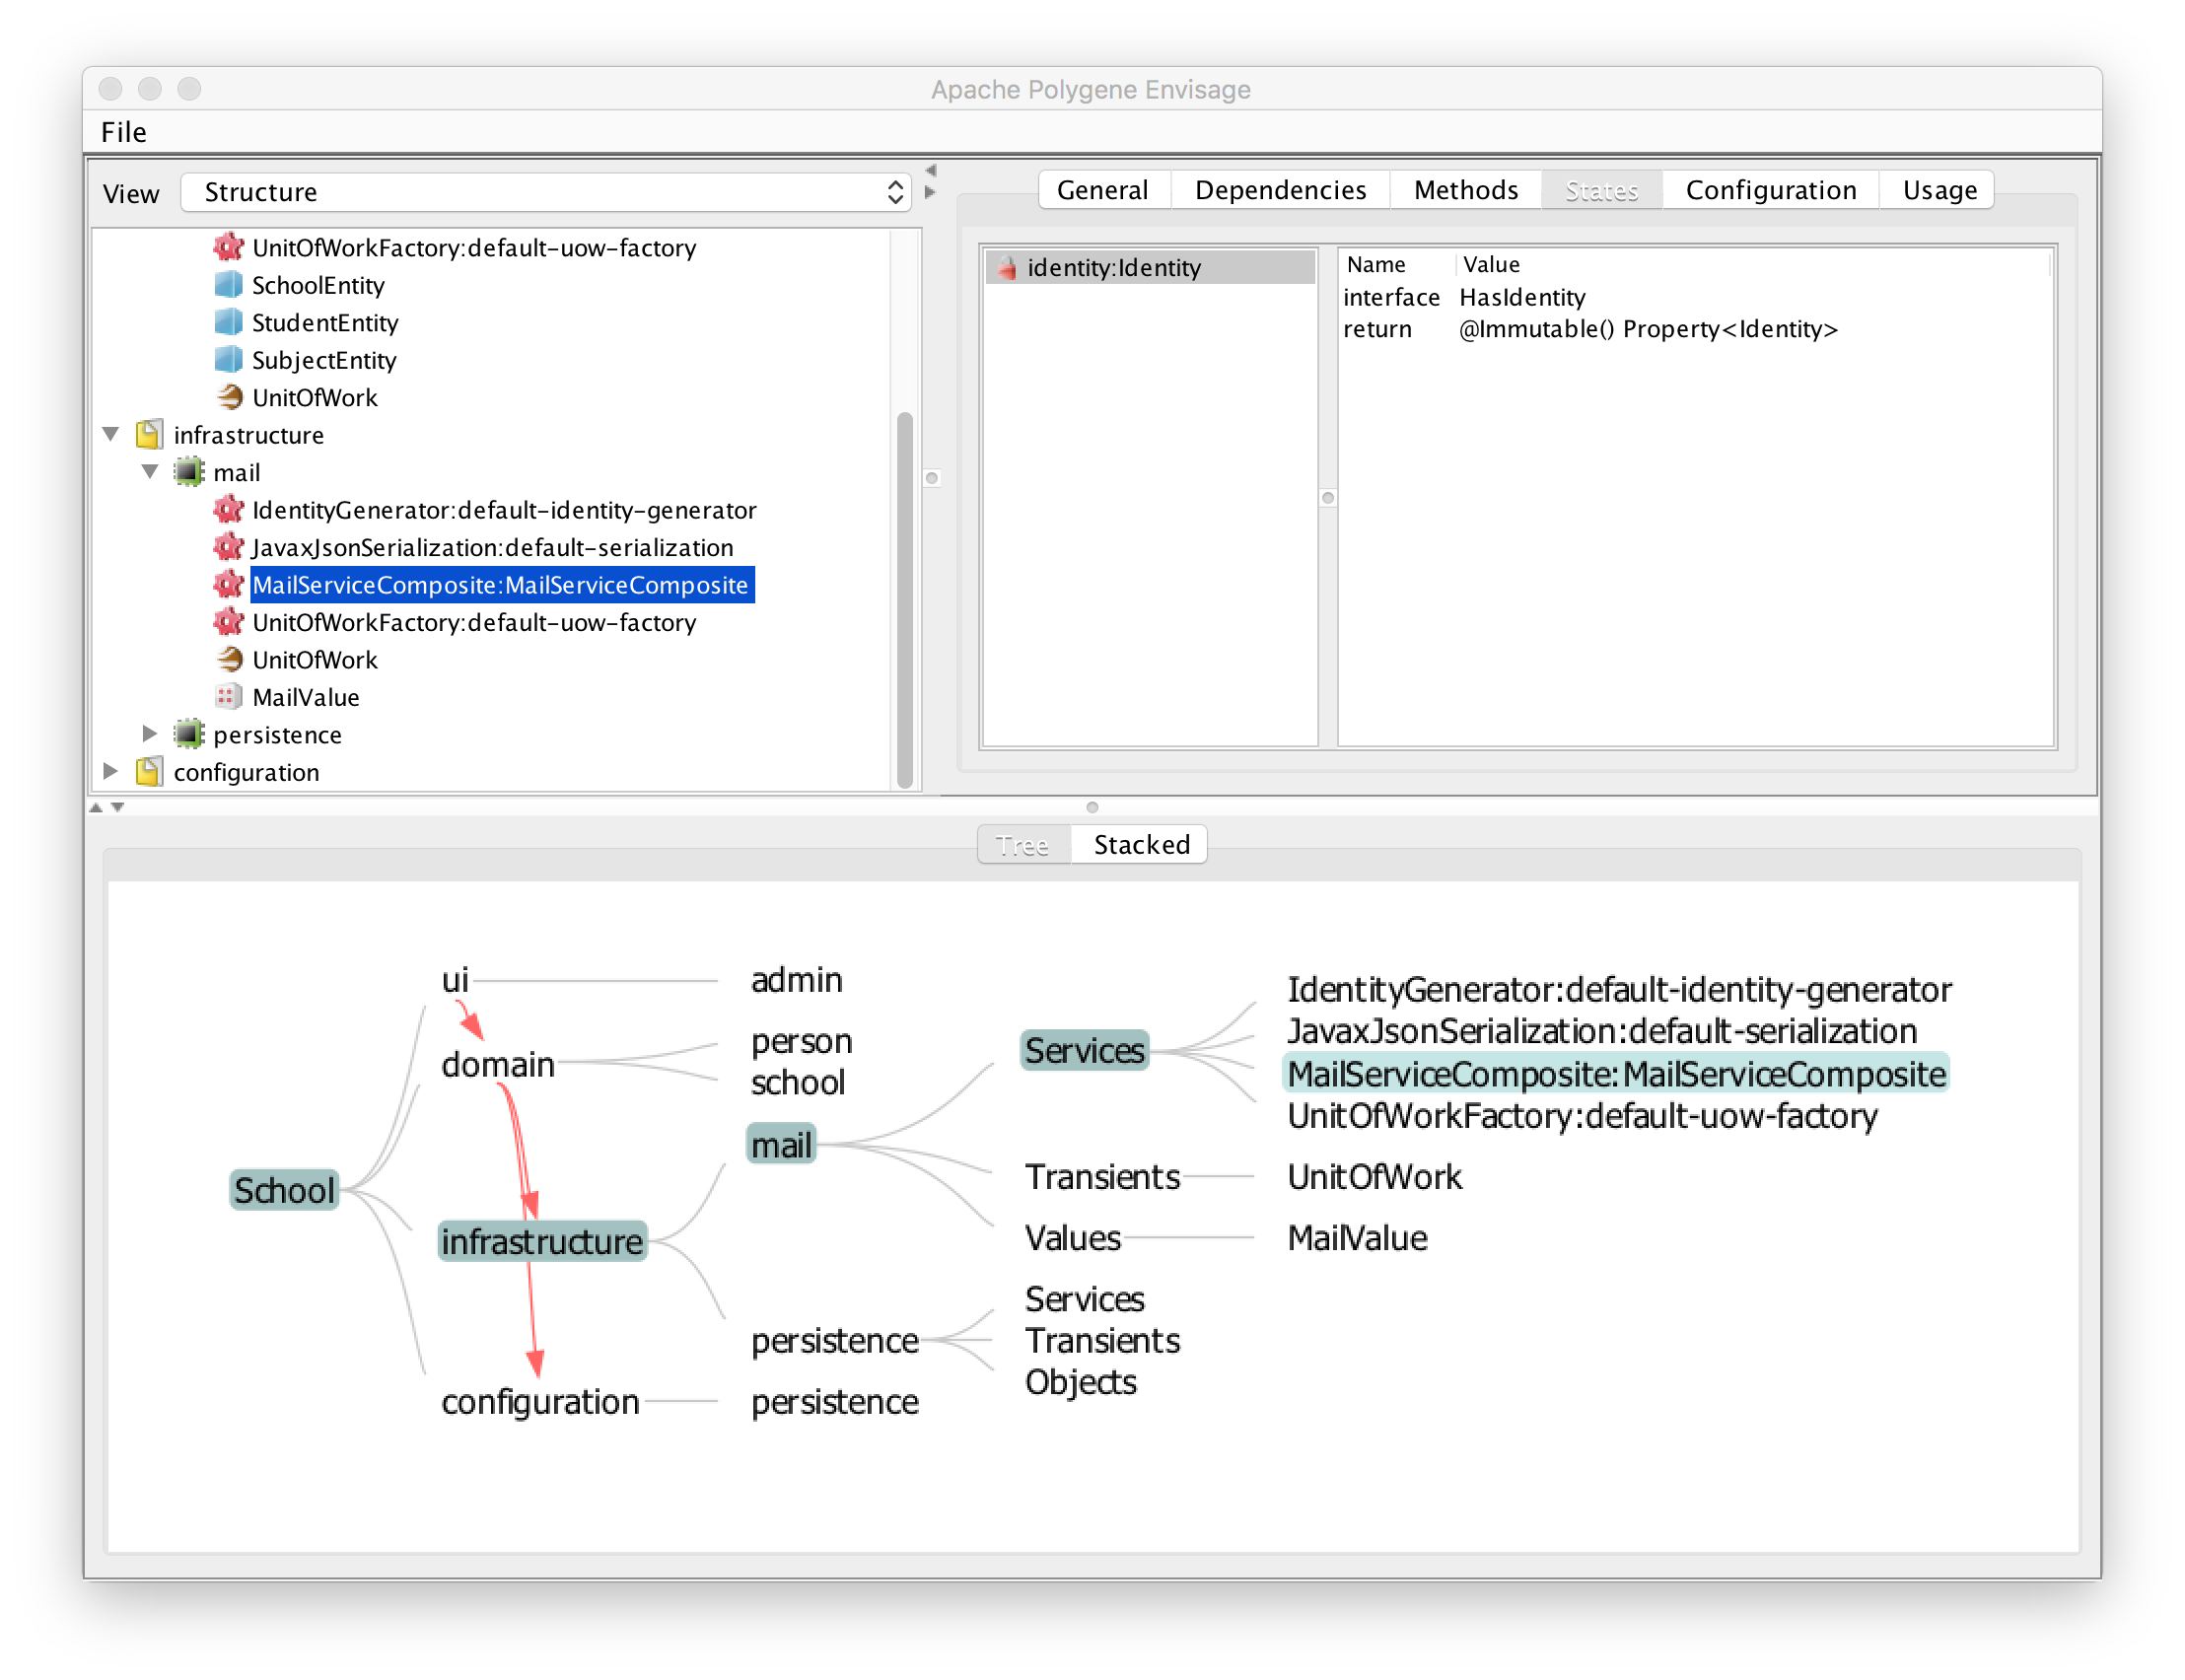 Apache Polygene Envisage
File
View Structure
UnitOfWorkFactory:default-uow-factory
SchoolEntity
StudentEntity
SubjectEntity
UnitOfWork
infrastructure
mail
IdentityGenerator:default-identity-generator
JavaxJsonSerialization:default-serialization
MailServiceComposite:MailServiceComposite
UnitOfWorkFactory:default-uow-factory
UnitOfWork
MailValue
persistence
configuration
General Dependencies Methods States Configuration Usage
identity:Identity
Name Value
interface HasIdentity
return @Immutable() Property<Identity>
Tree Stacked
School
ui
domain
infrastructure
configuration
admin
person
school
mail
persistence
persistence
Services
Transients
Values
Services
Transients
Objects
IdentityGenerator:default-identity-generator
JavaxJsonSerialization:default-serialization
MailServiceComposite:MailServiceComposite
UnitOfWorkFactory:default-uow-factory
UnitOfWork
MailValue